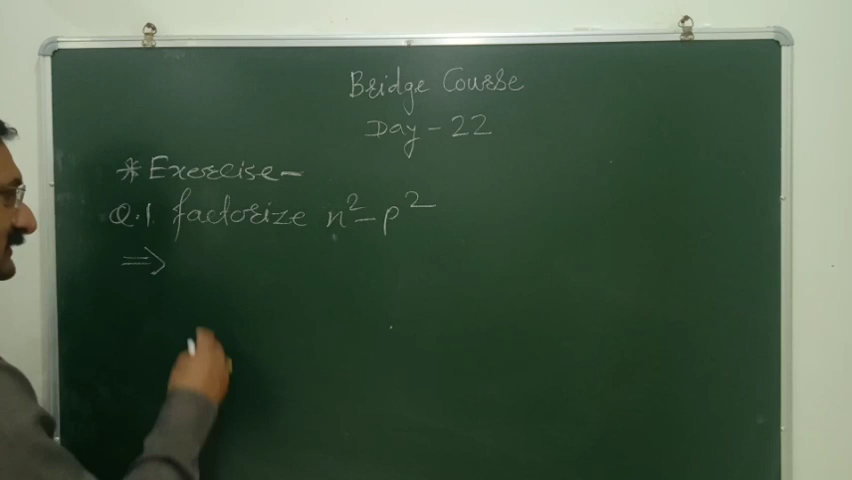 Bridge Course
Day - 22
* Exercise -
Q.1. factorize n² - p²
⇒